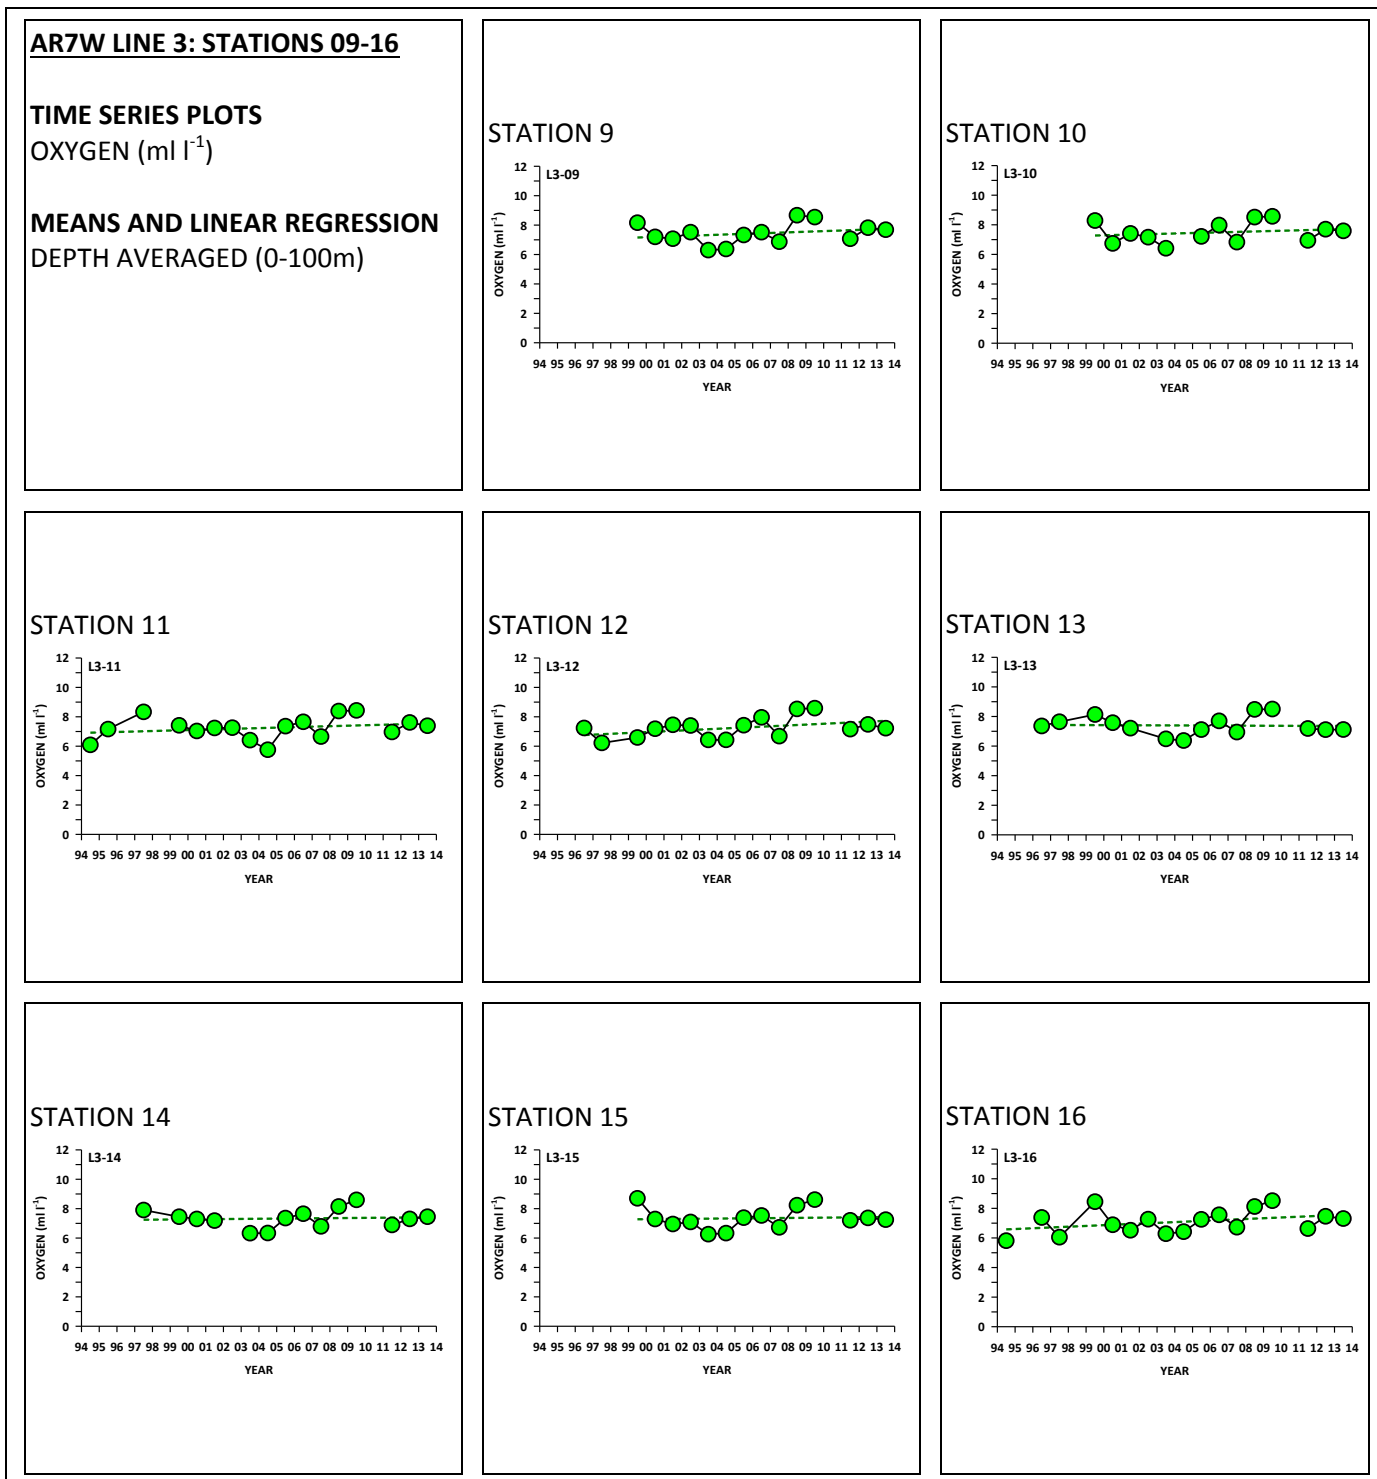 AR7W LINE 3: STATIONS 09-16
TIME SERIES PLOTS
OXYGEN (ml l⁻¹)
MEANS AND LINEAR REGRESSION
DEPTH AVERAGED (0-100m)
STATION 9
L3-09
12
10
8
6
4
2
0
OXYGEN (ml l⁻¹)
94 95 96 97 98 99 00 01 02 03 04 05 06 07 08 09 10 11 12 13 14
YEAR
STATION 10
L3-10
12
10
8
6
4
2
0
OXYGEN (ml l⁻¹)
94 95 96 97 98 99 00 01 02 03 04 05 06 07 08 09 10 11 12 13 14
YEAR
STATION 11
L3-11
12
10
8
6
4
2
0
OXYGEN (ml l⁻¹)
94 95 96 97 98 99 00 01 02 03 04 05 06 07 08 09 10 11 12 13 14
YEAR
STATION 12
L3-12
12
10
8
6
4
2
0
OXYGEN (ml l⁻¹)
94 95 96 97 98 99 00 01 02 03 04 05 06 07 08 09 10 11 12 13 14
YEAR
STATION 13
L3-13
12
10
8
6
4
2
0
OXYGEN (ml l⁻¹)
94 95 96 97 98 99 00 01 02 03 04 05 06 07 08 09 10 11 12 13 14
YEAR
STATION 14
L3-14
12
10
8
6
4
2
0
OXYGEN (ml l⁻¹)
94 95 96 97 98 99 00 01 02 03 04 05 06 07 08 09 10 11 12 13 14
YEAR
STATION 15
L3-15
12
10
8
6
4
2
0
OXYGEN (ml l⁻¹)
94 95 96 97 98 99 00 01 02 03 04 05 06 07 08 09 10 11 12 13 14
YEAR
STATION 16
L3-16
12
10
8
6
4
2
0
OXYGEN (ml l⁻¹)
94 95 96 97 98 99 00 01 02 03 04 05 06 07 08 09 10 11 12 13 14
YEAR